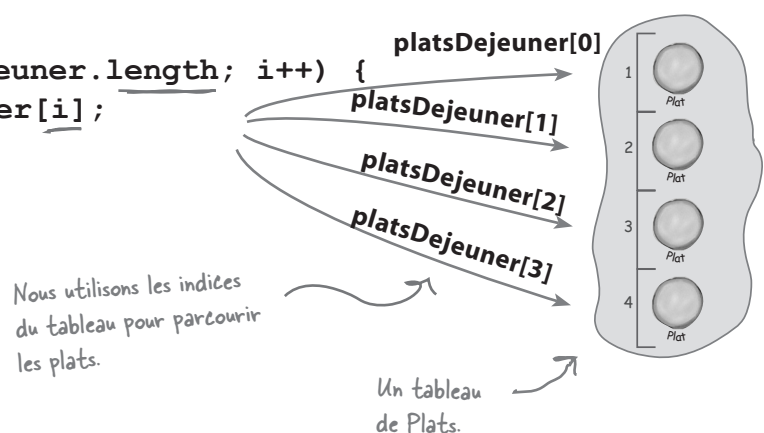 euner.length; i++) {
er[i];
platsDejeuner[0]
platsDejeuner[1]
platsDejeuner[2]
platsDejeuner[3]
1
Plat
2
Plat
3
Plat
4
Plat
Nous utilisons les indices
du tableau pour parcourir
les plats.
Un tableau
de Plats.